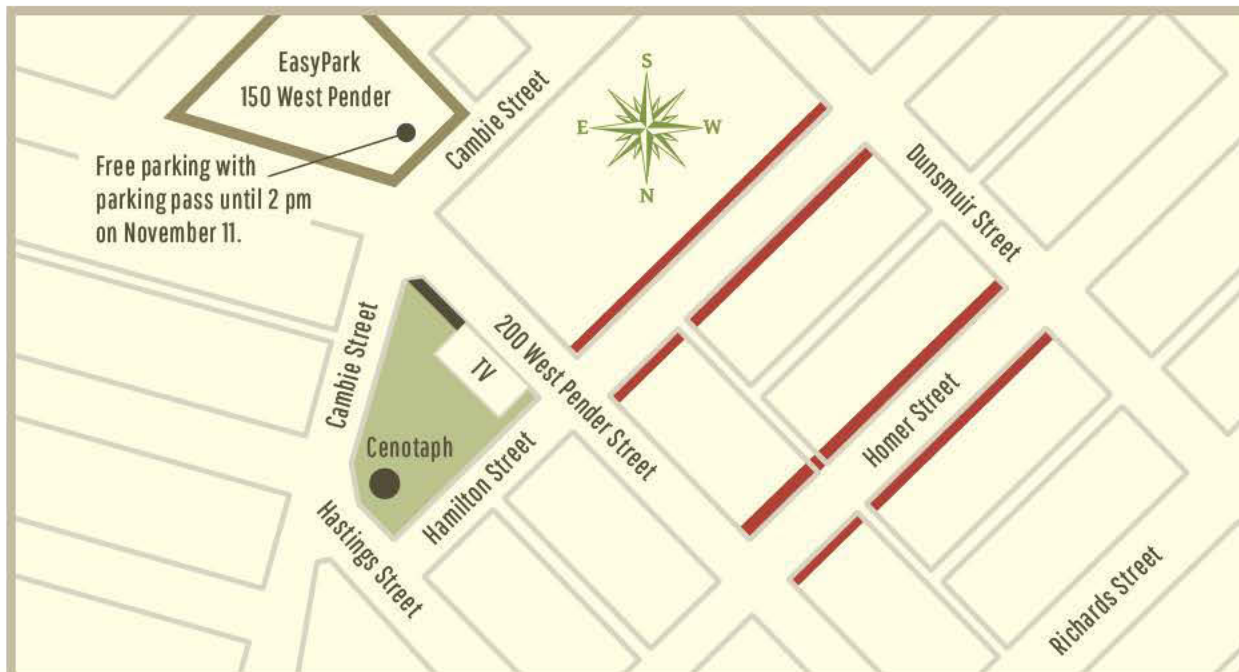 EasyPark
150 West Pender
Free parking with
parking pass until 2 pm
on November 11.
Cambie Street
S
E
W
N
Dunsmuir Street
Cambie Street
TV
200 West Pender Street
Cenotaph
Hamilton Street
Homer Street
Hastings Street
Richards Street